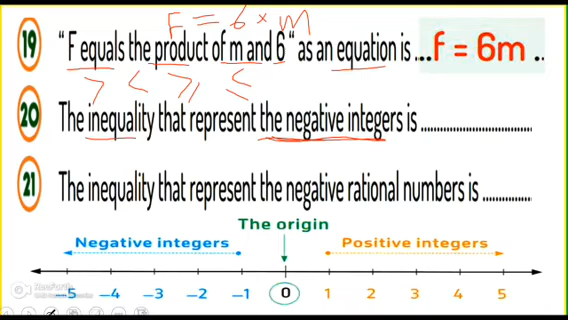 F = 6 × m
19 "F equals the product of m and 6" as an equation is ...f = 6m ..
> < ≥ ≤
20 The inequality that represent the negative integers is ..............................
21 The inequality that represent the negative rational numbers is .............
The origin
Negative integers Positive integers
-5 -4 -3 -2 -1 0 1 2 3 4 5